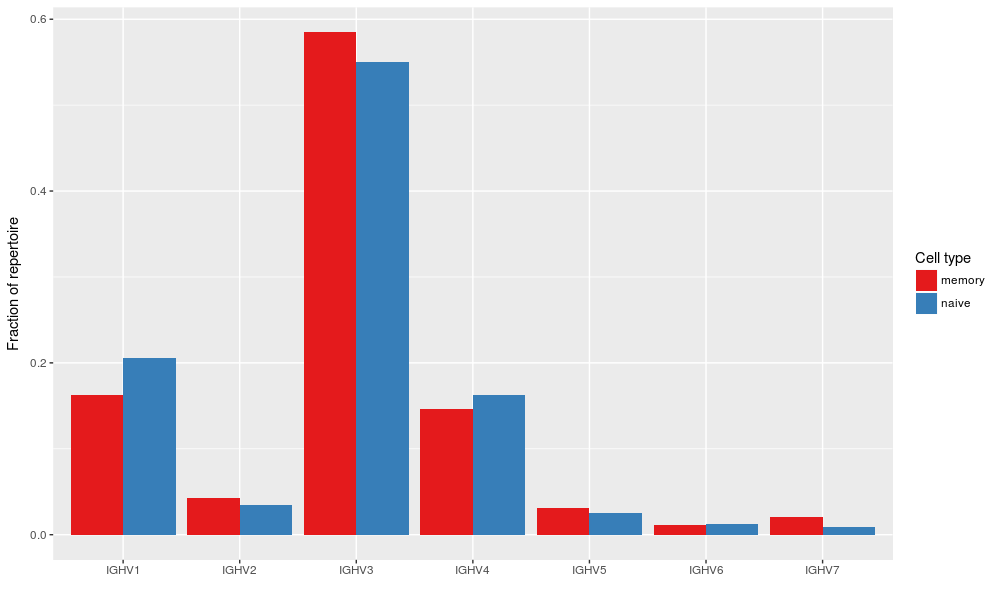 Fraction of repertoire
0.6
0.4
0.2
0.0
IGHV1 IGHV2 IGHV3 IGHV4 IGHV5 IGHV6 IGHV7
Cell type
memory
naive